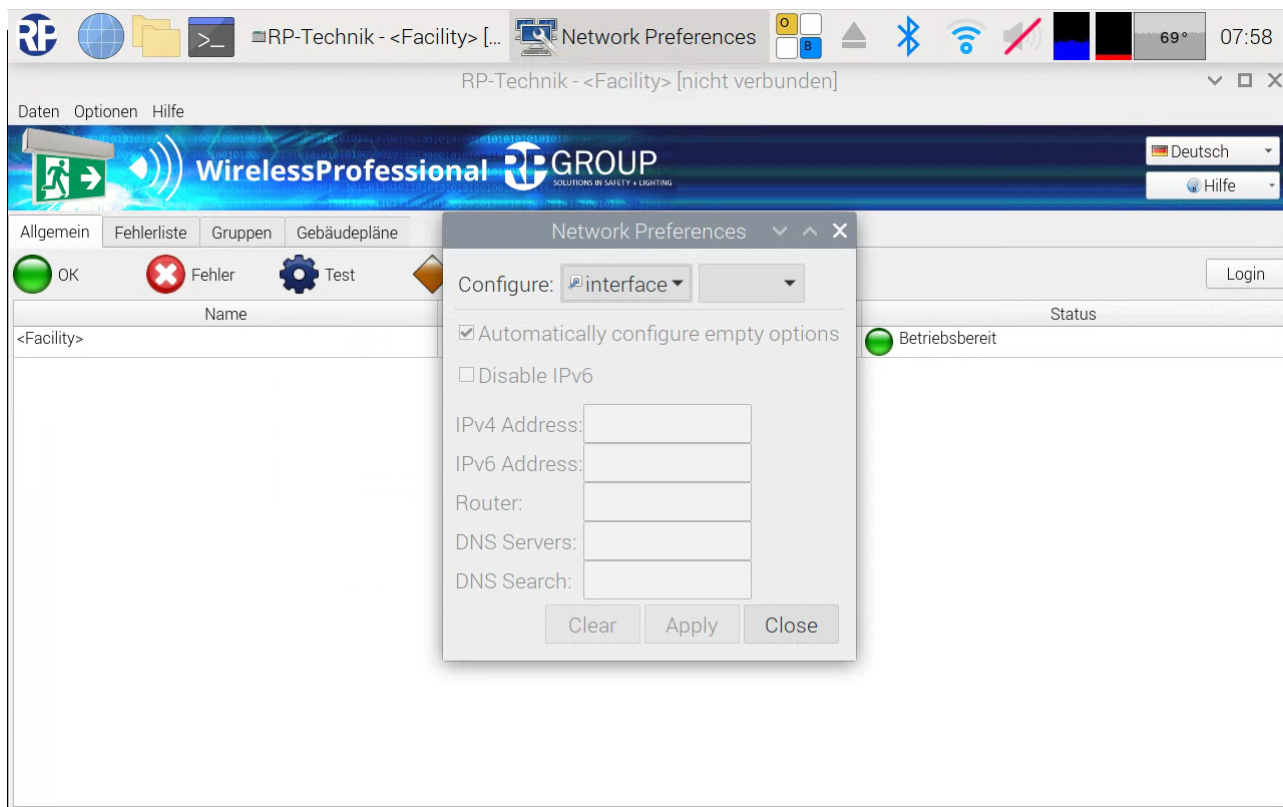 RP >_ RP-Technik - <Facility> [... Network Preferences O B 69° 07:58
RP-Technik - <Facility> [nicht verbunden]
Daten Optionen Hilfe
WirelessProfessional RP GROUP
SOLUTIONS IN SAFETY + LIGHTING
Deutsch
Hilfe
Allgemein Fehlerliste Gruppen Gebäudepläne
OK Fehler Test
Login
Name Status
<Facility> Betriebsbereit
Network Preferences
Configure: interface
Automatically configure empty options
Disable IPv6
IPv4 Address:
IPv6 Address:
Router:
DNS Servers:
DNS Search:
Clear Apply Close